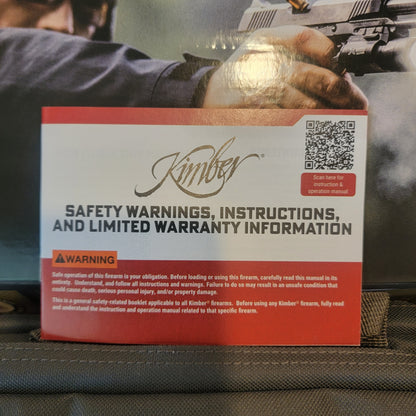 Kimber®
Scan here for
instruction &
operation manual
SAFETY WARNINGS, INSTRUCTIONS,
AND LIMITED WARRANTY INFORMATION
WARNING
Safe operation of this firearm is your obligation. Before loading or using this firearm, carefully read this manual in its
entirety. Understand, and follow all instructions and warnings. Failure to do so may result in an unsafe condition that
could cause death, serious personal injury, and/or property damage.
This is a general safety-related booklet applicable to all Kimber® firearms. Before using any Kimber® firearm, fully read
and understand the instruction and operation manual related to that specific firearm.